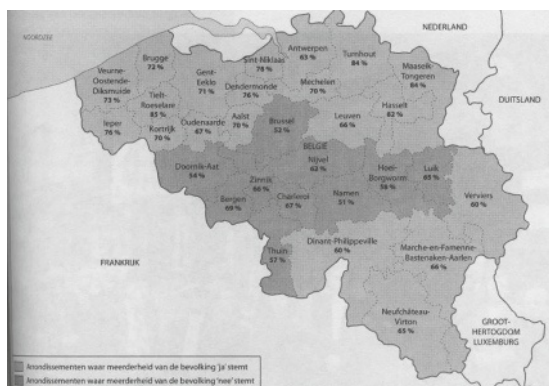 NOORDZEE
NEDERLAND
DUITSLAND
FRANKRIJK
GROOT-
HERTOGDOM
LUXEMBURG
BELGIË
Brugge
72 %
Veurne-
Oostende-
Diksmuide
73 %
Tielt-
Roeselare
85 %
Ieper
76 %
Kortrijk
70 %
Gent-
Eeklo
71 %
Oudenaarde
67 %
Sint-Niklaas
78 %
Dendermonde
76 %
Aalst
70 %
Antwerpen
63 %
Mechelen
70 %
Turnhout
84 %
Maaseik-
Tongeren
84 %
Hasselt
82 %
Leuven
66 %
Brussel
52 %
Nijvel
62 %
Doornik-Aat
54 %
Zinnik
66 %
Bergen
69 %
Charleroi
67 %
Namen
51 %
Hoei-
Borgworm
58 %
Luik
65 %
Verviers
60 %
Thuin
57 %
Dinant-Philippeville
60 %
Marche-en-Famenne-
Bastenaken-Aarlen
66 %
Neufchâteau-
Virton
65 %
Arrondissementen waar meerderheid van de bevolking 'ja' stemt
Arrondissementen waar meerderheid van de bevolking 'nee' stemt